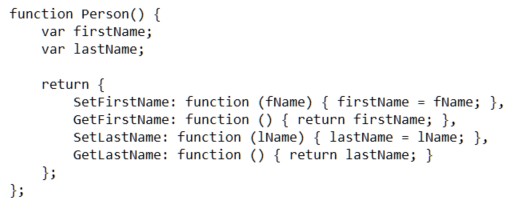 function Person() {
    var firstName;
    var lastName;

    return {
        SetFirstName: function (fName) { firstName = fName; },
        GetFirstName: function () { return firstName; },
        SetLastName: function (lName) { lastName = lName; },
        GetLastName: function () { return lastName; }
    };
};